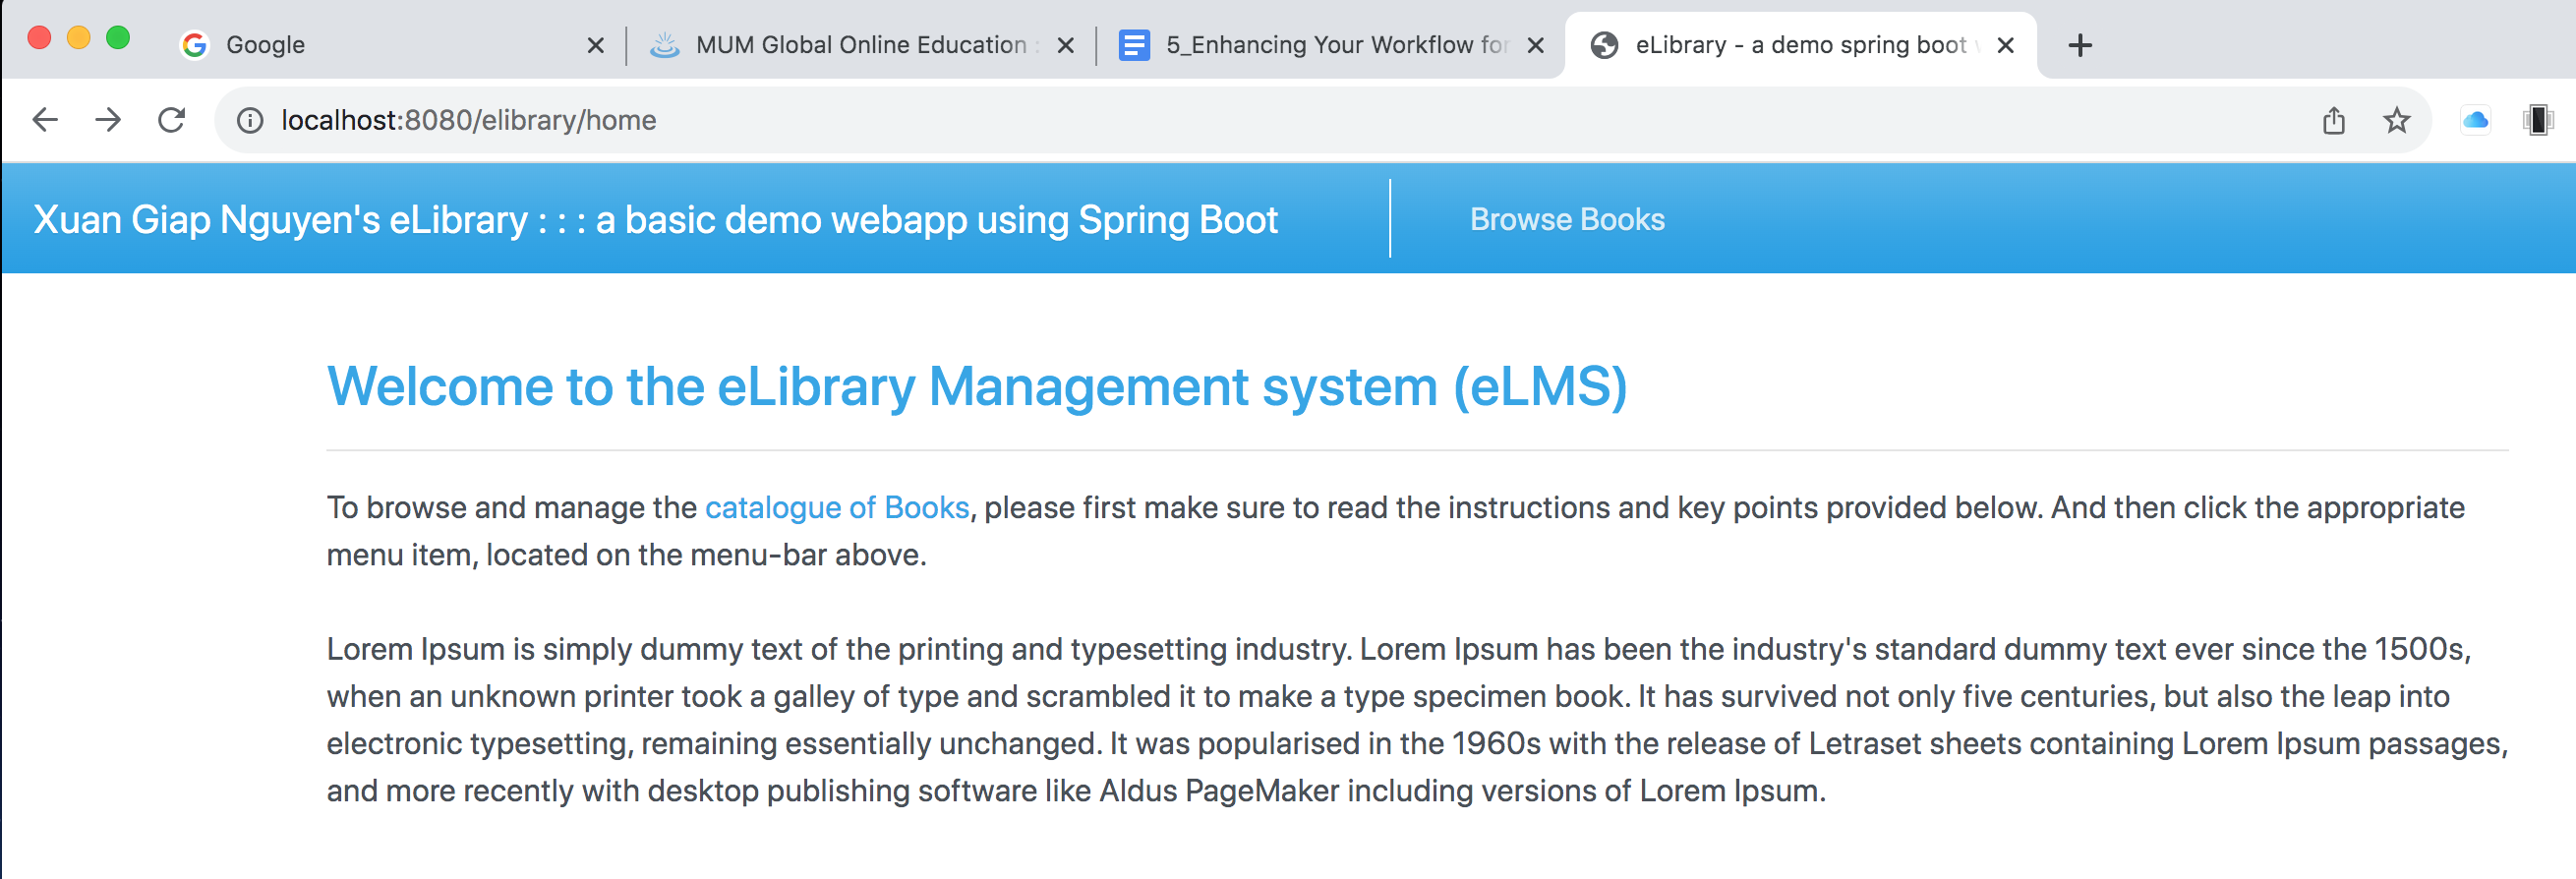 Google
MUM Global Online Education
5_Enhancing Your Workflow for
eLibrary - a demo spring boot
localhost:8080/elibrary/home
Xuan Giap Nguyen's eLibrary : : : a basic demo webapp using Spring Boot
Browse Books
Welcome to the eLibrary Management system (eLMS)
To browse and manage the catalogue of Books, please first make sure to read the instructions and key points provided below. And then click the appropriate
menu item, located on the menu-bar above.
Lorem Ipsum is simply dummy text of the printing and typesetting industry. Lorem Ipsum has been the industry's standard dummy text ever since the 1500s,
when an unknown printer took a galley of type and scrambled it to make a type specimen book. It has survived not only five centuries, but also the leap into
electronic typesetting, remaining essentially unchanged. It was popularised in the 1960s with the release of Letraset sheets containing Lorem Ipsum passages,
and more recently with desktop publishing software like Aldus PageMaker including versions of Lorem Ipsum.